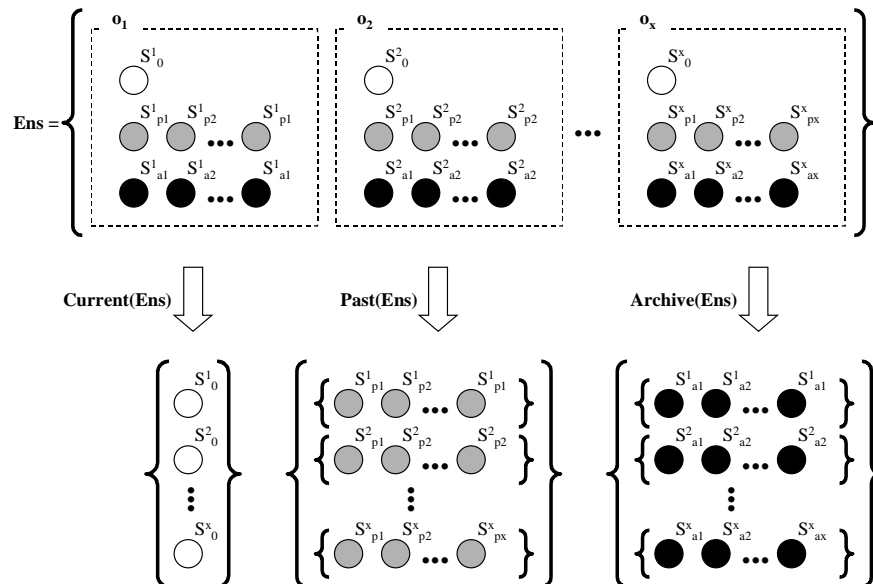 o1 o2 ox
S¹0 S²0 Sˣ0
Ens =
S¹p1 S¹p2 ••• S¹p1 S²p1 S²p2 ••• S²p2 ••• Sˣp1 Sˣp2 ••• Sˣpx
S¹a1 S¹a2 ••• S¹a1 S²a1 S²a2 ••• S²a2 Sˣa1 Sˣa2 ••• Sˣax
Current(Ens) Past(Ens) Archive(Ens)
S¹0 S¹p1 S¹p2 ••• S¹p1 S¹a1 S¹a2 ••• S¹a1
S²0 S²p1 S²p2 ••• S²p2 S²a1 S²a2 ••• S²a2
Sˣ0 Sˣp1 Sˣp2 ••• Sˣpx Sˣa1 Sˣa2 ••• Sˣax